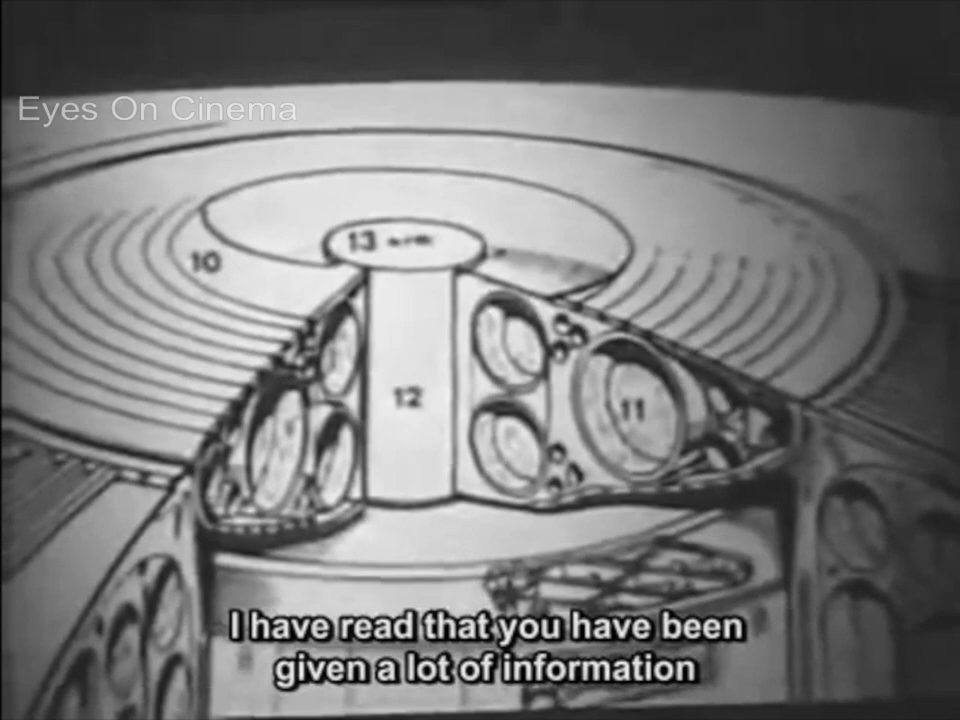 Eyes On Cinema
13
10
12
11
I have read that you have been
given a lot of information